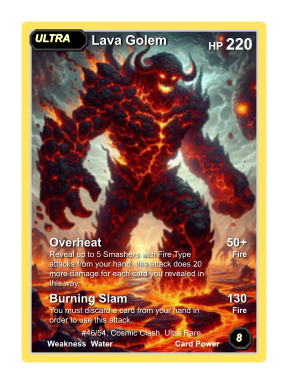 ULTRA
Lava Golem
HP 220
Overheat 50+
Reveal up to 5 Smashers with Fire Type Fire
attacks from your hand, this attack does 20
more damage for each card you revealed in
this way.
Burning Slam 130
You must discard a card from your hand in Fire
order to use this attack.
#46/54, Cosmic Clash, Ultra Rare
Weakness Water Card Power 8